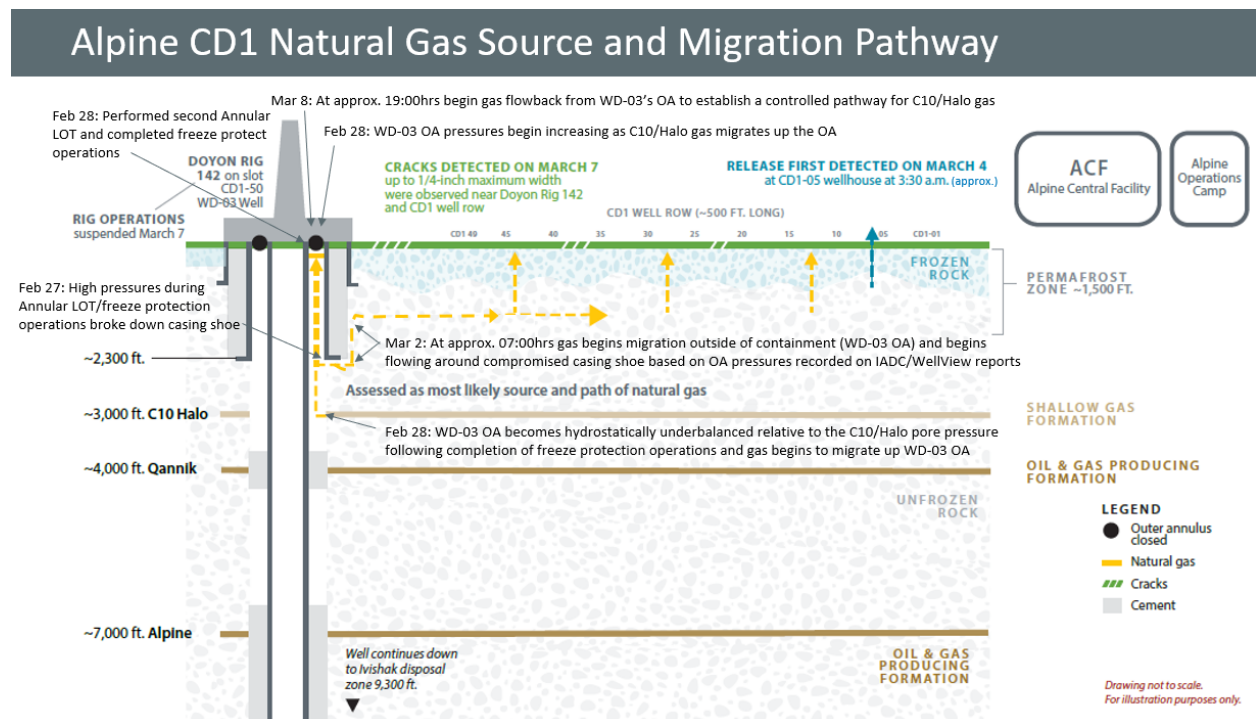 Alpine CD1 Natural Gas Source and Migration Pathway
Mar 8: At approx. 19:00hrs begin gas flowback from WD-03's OA to establish a controlled pathway for C10/Halo gas
Feb 28: Performed second Annular
LOT and completed freeze protect
operations
Feb 28: WD-03 OA pressures begin increasing as C10/Halo gas migrates up the OA
DOYON RIG
142 on slot
CD1-50
WD-03 Well
RIG OPERATIONS
suspended March 7
CRACKS DETECTED ON MARCH 7
up to 1/4-inch maximum width
were observed near Doyon Rig 142
and CD1 well row
RELEASE FIRST DETECTED ON MARCH 4
at CD1-05 wellhouse at 3:30 a.m. (approx.)
ACF
Alpine Central Facility
Alpine
Operations
Camp
CD1 WELL ROW (~500 FT. LONG)
CD1 49 45 40 35 30 25 20 15 10 05 CD1-01
FROZEN
ROCK
PERMAFROST
ZONE ~1,500 FT.
Feb 27: High pressures during
Annular LOT/freeze protection
operations broke down casing shoe
Mar 2: At approx. 07:00hrs gas begins migration outside of containment (WD-03 OA) and begins
flowing around compromised casing shoe based on OA pressures recorded on IADC/WellView reports
~2,300 ft.
Assessed as most likely source and path of natural gas
~3,000 ft. C10 Halo
SHALLOW GAS
FORMATION
Feb 28: WD-03 OA becomes hydrostatically underbalanced relative to the C10/Halo pore pressure
following completion of freeze protection operations and gas begins to migrate up WD-03 OA
~4,000 ft. Qannik
OIL & GAS PRODUCING
FORMATION
UNFROZEN
ROCK
LEGEND
Outer annulus
closed
Natural gas
Cracks
Cement
~7,000 ft. Alpine
Well continues down
to Ivishak disposal
zone 9,300 ft.
OIL & GAS
PRODUCING
FORMATION
Drawing not to scale.
For illustration purposes only.